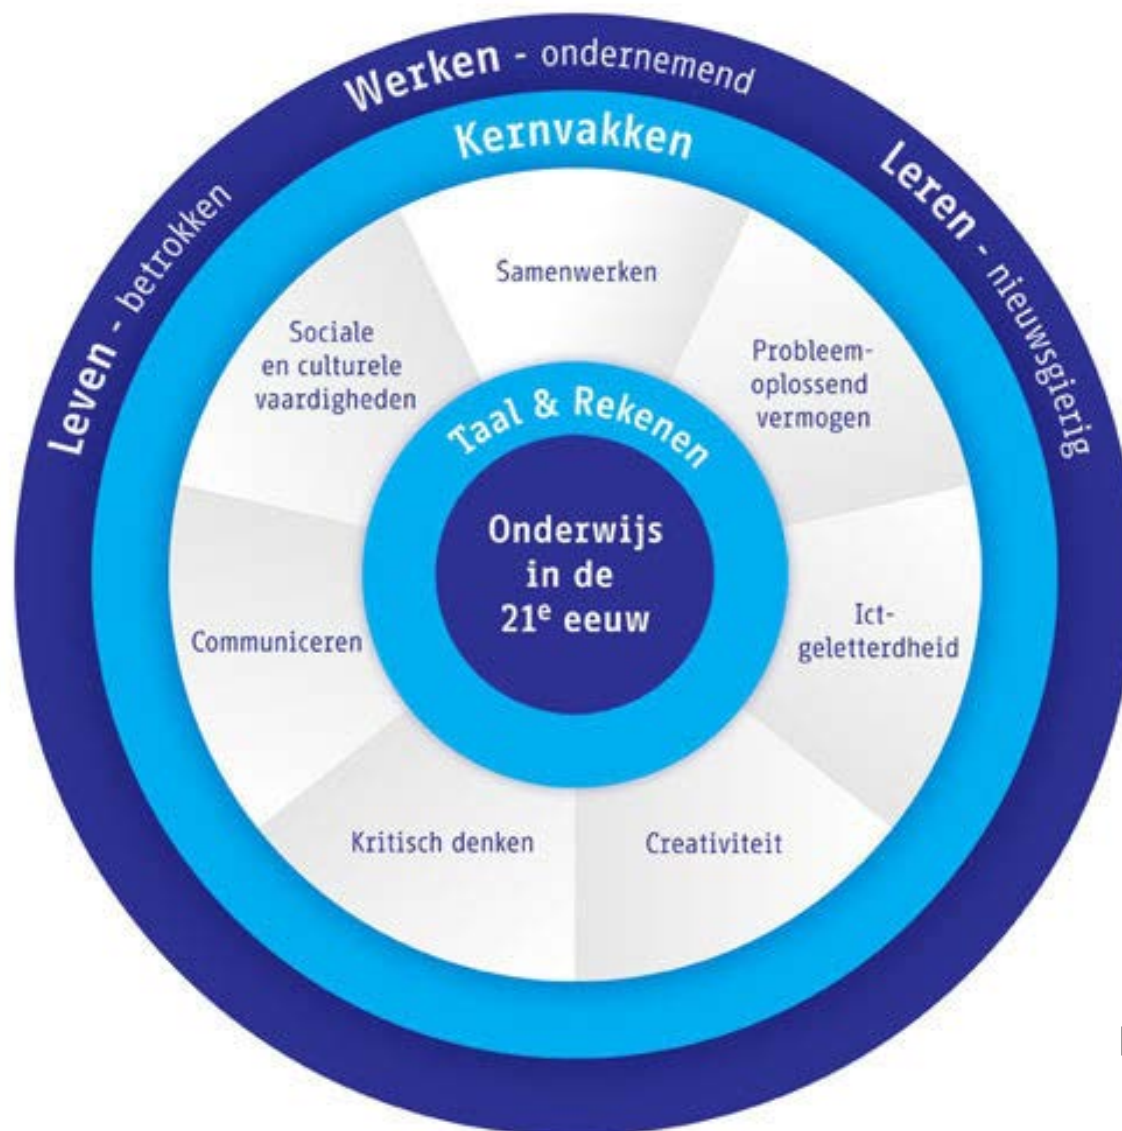 Werken - ondernemend
Leren - nieuwsgierig
Leven - betrokken
Kernvakken
Samenwerken
Probleem-
oplossend
vermogen
Ict-
geletterdheid
Creativiteit
Kritisch denken
Communiceren
Sociale
en culturele
vaardigheden
Taal & Rekenen
Onderwijs
in de
21e eeuw